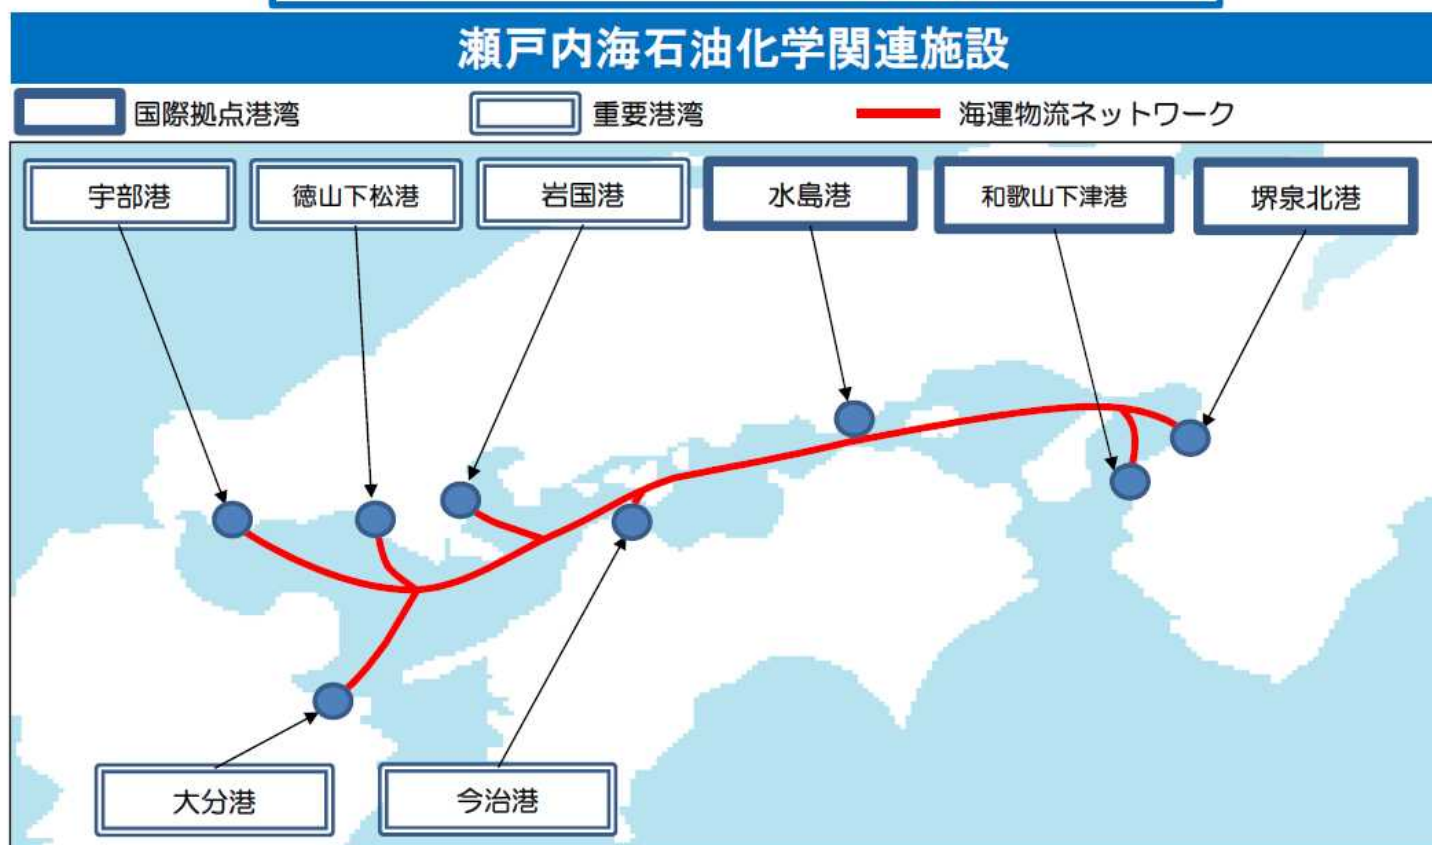 瀬戸内海石油化学関連施設
国際拠点港湾
重要港湾
海運物流ネットワーク
宇部港
徳山下松港
岩国港
水島港
和歌山下津港
堺泉北港
大分港
今治港